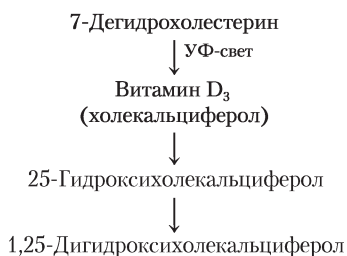 7-Дегидрохолестерин
УФ-свет
Витамин D₃
(холекальциферол)
25-Гидроксихолекальциферол
1,25-Дигидроксихолекальциферол